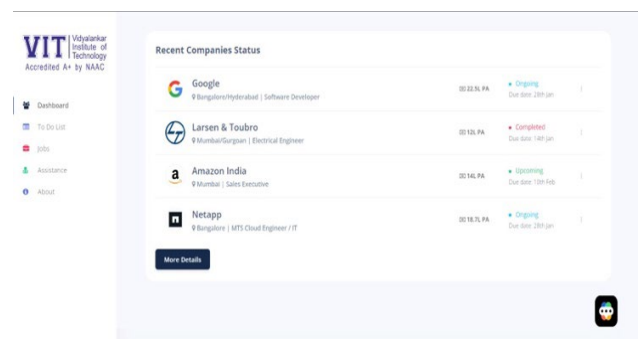 VIT
Vidyalankar
Institute of
Technology
Accredited A+ by NAAC
Dashboard
To Do List
Jobs
Assistance
About
Recent Companies Status
Google
Bangalore/Hyderabad | Software Developer
22.5L PA
Ongoing
Due date: 28th Jan
Larsen & Toubro
Mumbai/Gurgoan | Electrical Engineer
12L PA
Completed
Due date: 14th Jan
Amazon India
Mumbai | Sales Executive
14L PA
Upcoming
Due date: 10th Feb
Netapp
Bangalore | MTS Cloud Engineer / IT
18.7L PA
Ongoing
Due date: 28th Jan
More Details